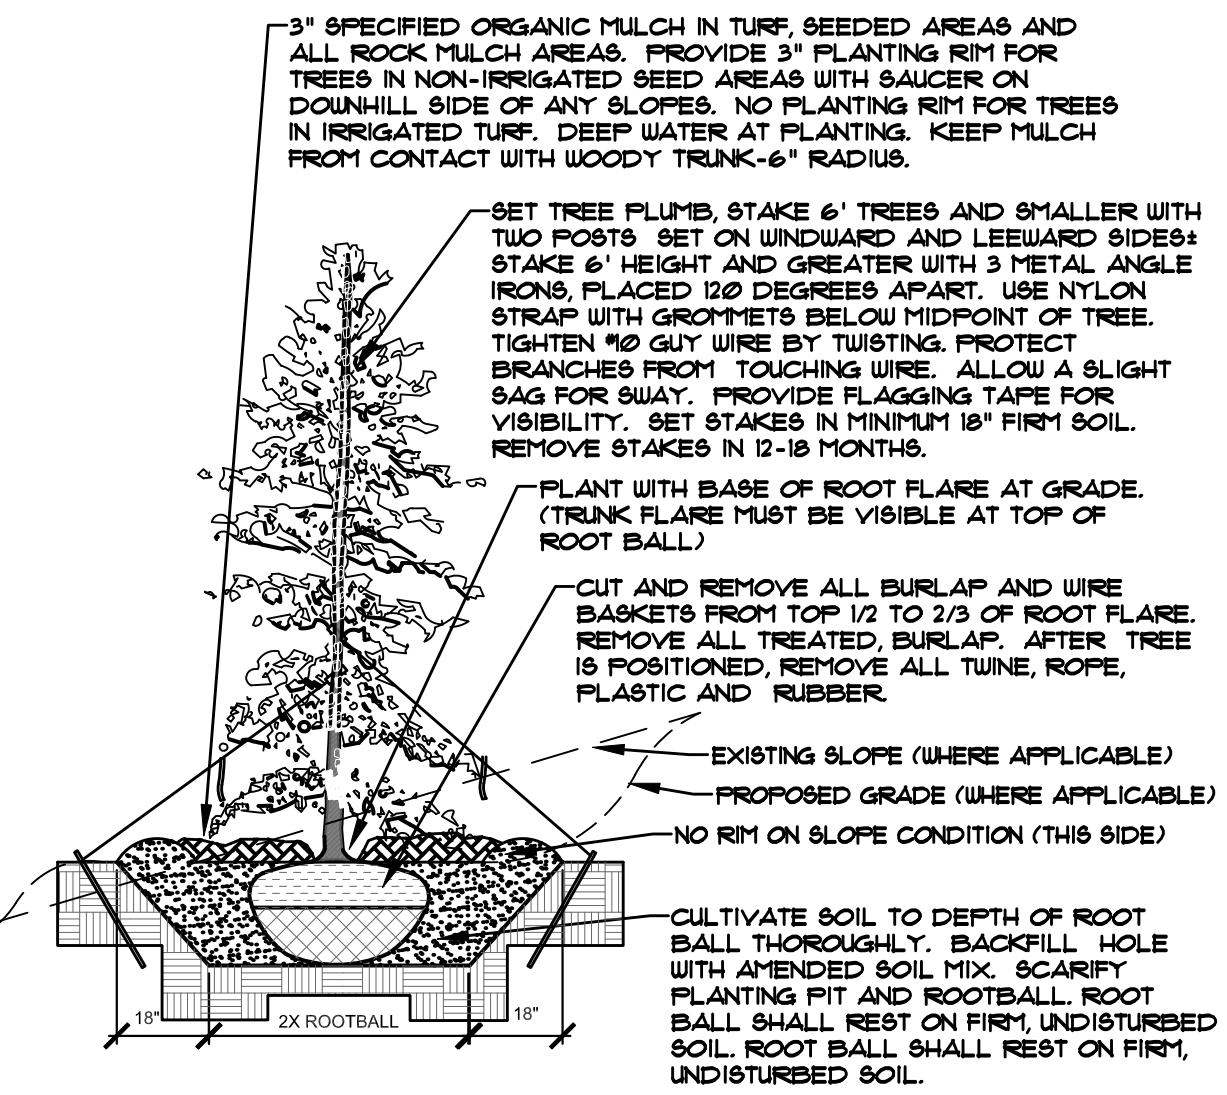 3" SPECIFIED ORGANIC MULCH IN TURF, SEEDED AREAS AND
ALL ROCK MULCH AREAS. PROVIDE 3" PLANTING RIM FOR
TREES IN NON-IRRIGATED SEED AREAS WITH SAUCER ON
DOWNHILL SIDE OF ANY SLOPES. NO PLANTING RIM FOR TREES
IN IRRIGATED TURF. DEEP WATER AT PLANTING. KEEP MULCH
FROM CONTACT WITH WOODY TRUNK-6" RADIUS.
SET TREE PLUMB, STAKE 6' TREES AND SMALLER WITH
TWO POSTS SET ON WINDWARD AND LEEWARD SIDES±
STAKE 6' HEIGHT AND GREATER WITH 3 METAL ANGLE
IRONS, PLACED 120 DEGREES APART. USE NYLON
STRAP WITH GROMMETS BELOW MIDPOINT OF TREE.
TIGHTEN #10 GUY WIRE BY TWISTING. PROTECT
BRANCHES FROM TOUCHING WIRE. ALLOW A SLIGHT
SAG FOR SWAY. PROVIDE FLAGGING TAPE FOR
VISIBILITY. SET STAKES IN MINIMUM 18" FIRM SOIL.
REMOVE STAKES IN 12-18 MONTHS.
PLANT WITH BASE OF ROOT FLARE AT GRADE.
(TRUNK FLARE MUST BE VISIBLE AT TOP OF
ROOT BALL)
CUT AND REMOVE ALL BURLAP AND WIRE
BASKETS FROM TOP 1/2 TO 2/3 OF ROOT FLARE.
REMOVE ALL TREATED, BURLAP. AFTER TREE
IS POSITIONED, REMOVE ALL TWINE, ROPE,
PLASTIC AND RUBBER.
EXISTING SLOPE (WHERE APPLICABLE)
PROPOSED GRADE (WHERE APPLICABLE)
NO RIM ON SLOPE CONDITION (THIS SIDE)
CULTIVATE SOIL TO DEPTH OF ROOT
BALL THOROUGHLY. BACKFILL HOLE
WITH AMENDED SOIL MIX. SCARIFY
PLANTING PIT AND ROOTBALL. ROOT
BALL SHALL REST ON FIRM, UNDISTURBED
SOIL. ROOT BALL SHALL REST ON FIRM,
UNDISTURBED SOIL.
18"
2X ROOTBALL
18"